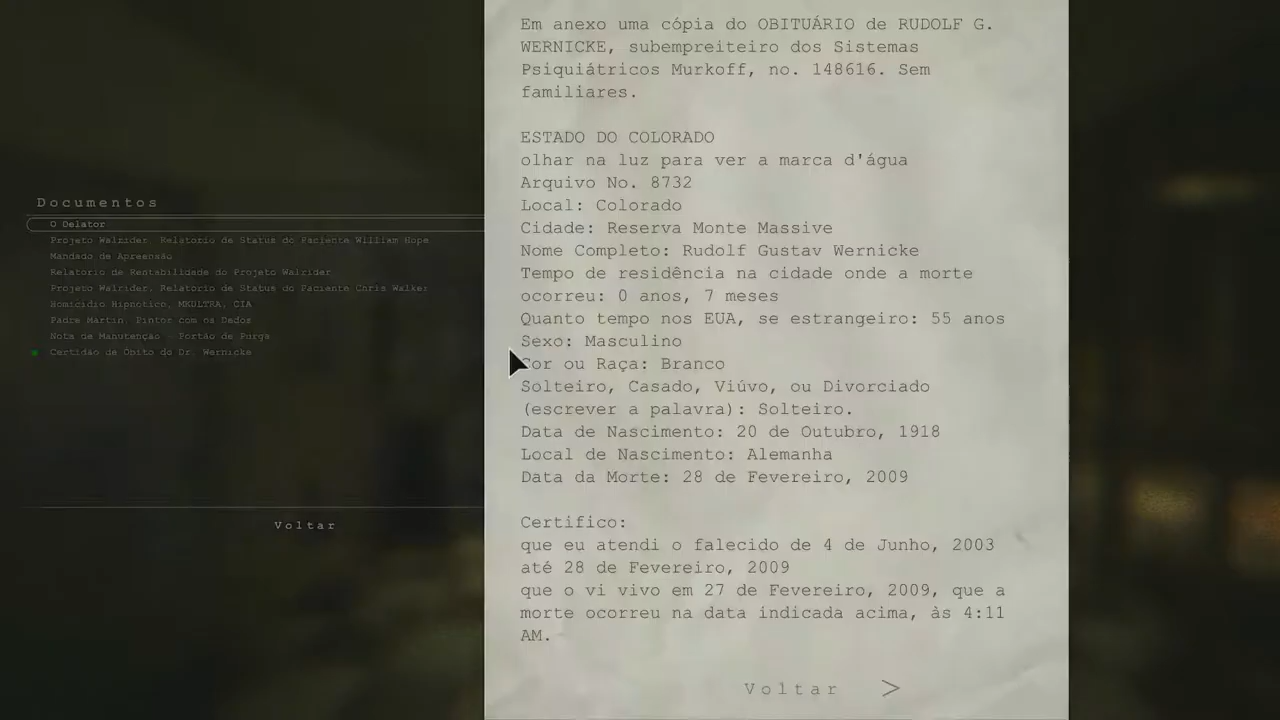 Em anexo uma cópia do OBITUÁRIO de RUDOLF G.
WERNICKE, subempreiteiro dos Sistemas
Psiquiátricos Murkoff, no. 148616. Sem
familiares.
ESTADO DO COLORADO
olhar na luz para ver a marca d'água
Arquivo No. 8732
Local: Colorado
Cidade: Reserva Monte Massive
Nome Completo: Rudolf Gustav Wernicke
Tempo de residência na cidade onde a morte
ocorreu: 0 anos, 7 meses
Quanto tempo nos EUA, se estrangeiro: 55 anos
Sexo: Masculino
Cor ou Raça: Branco
Solteiro, Casado, Viúvo, ou Divorciado
(escrever a palavra): Solteiro.
Data de Nascimento: 20 de Outubro, 1918
Local de Nascimento: Alemanha
Data da Morte: 28 de Fevereiro, 2009
Certifico:
que eu atendi o falecido de 4 de Junho, 2003
até 28 de Fevereiro, 2009
que o vi vivo em 27 de Fevereiro, 2009, que a
morte ocorreu na data indicada acima, às 4:11
AM.
Voltar >
Documentos
O Delator
Projeto Walrider. Relatorio de Status do Paciente William Hope
Mandado de Apreensão
Relatorio de Rentabilidade do Projeto Walrider
Projeto Walrider. Relatorio de Status do Paciente Chris Walker
Homicidio Hipnotico, MKULTRA, CIA
Padre Martin. Pintor com os Dedos
Nota de Manutenção - Portão de Purga
Certidão de Obito do Dr. Wernicke
Voltar